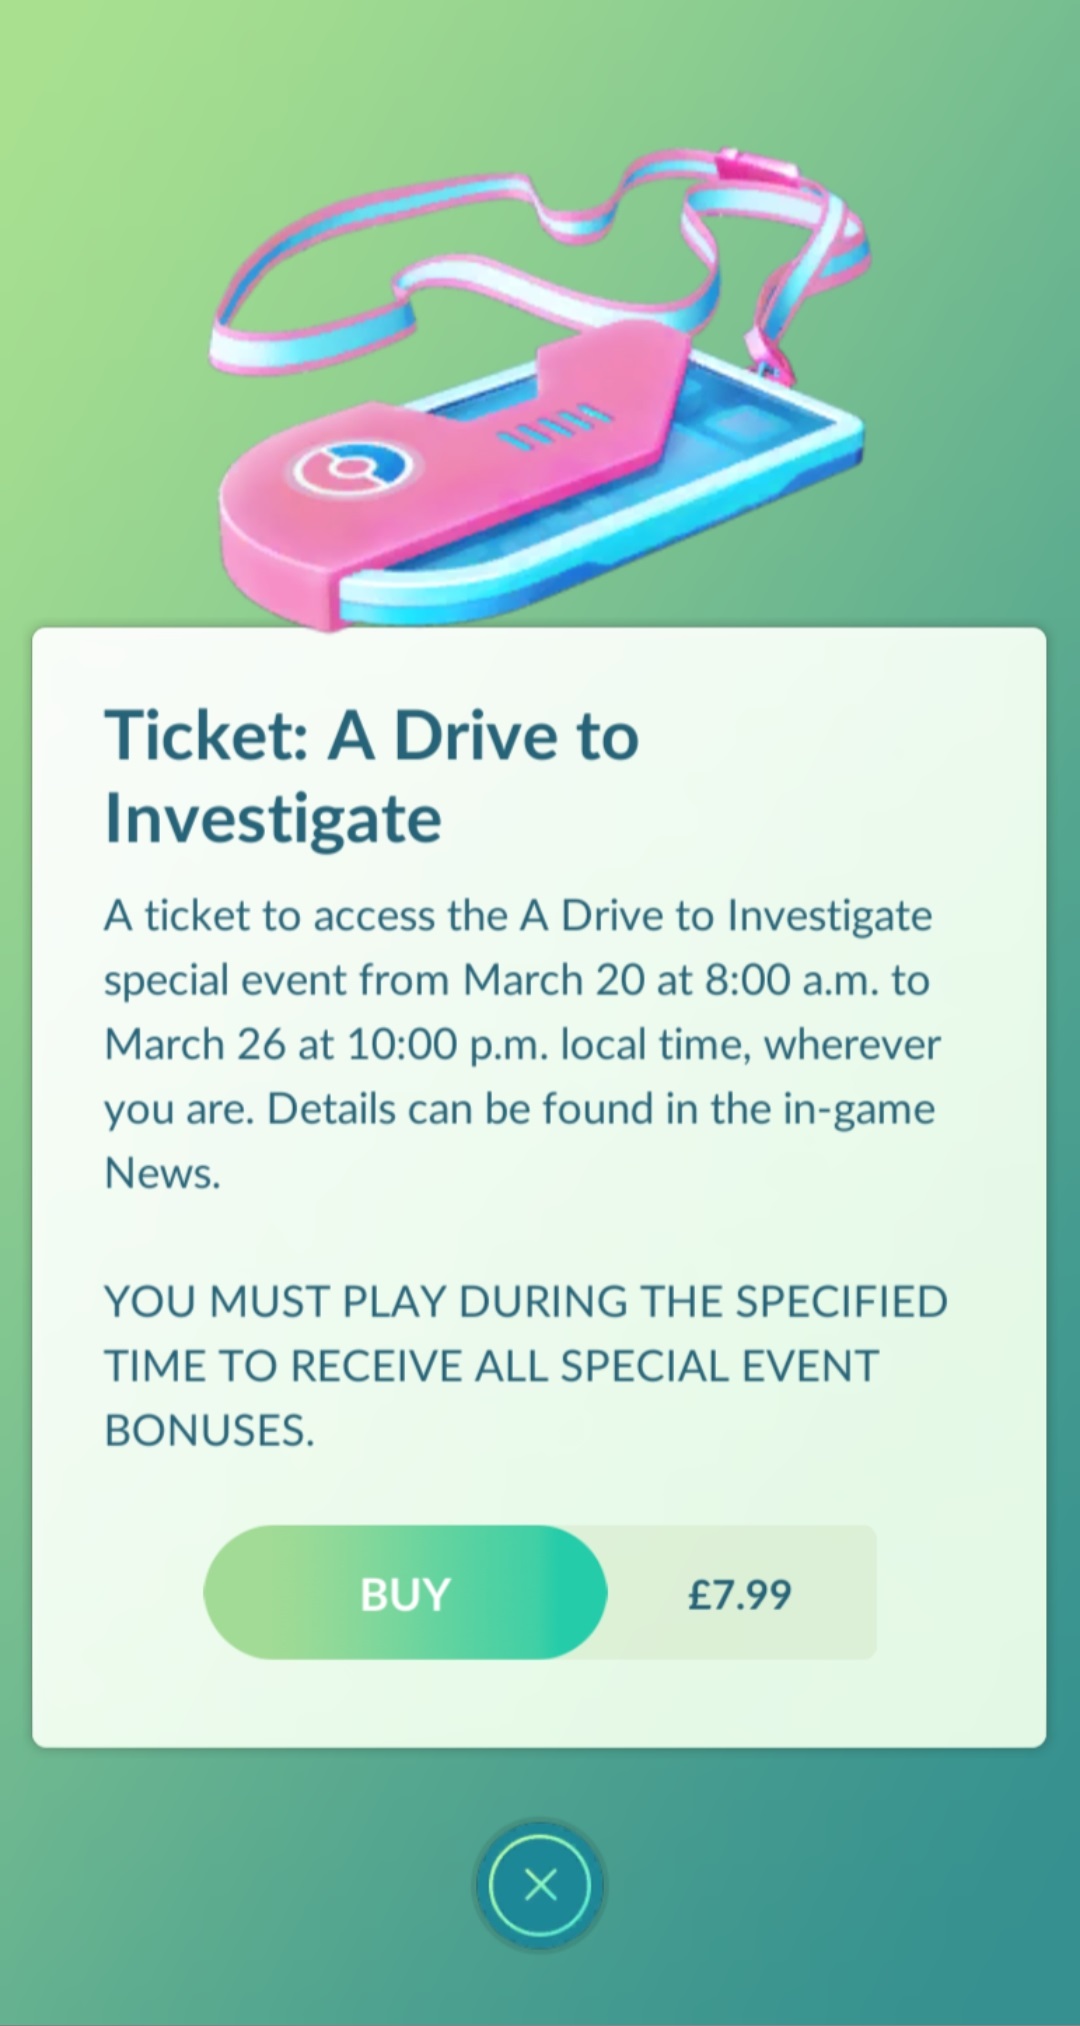 Ticket: A Drive to
Investigate
A ticket to access the A Drive to Investigate
special event from March 20 at 8:00 a.m. to
March 26 at 10:00 p.m. local time, wherever
you are. Details can be found in the in-game
News.
YOU MUST PLAY DURING THE SPECIFIED
TIME TO RECEIVE ALL SPECIAL EVENT
BONUSES.
BUY £7.99